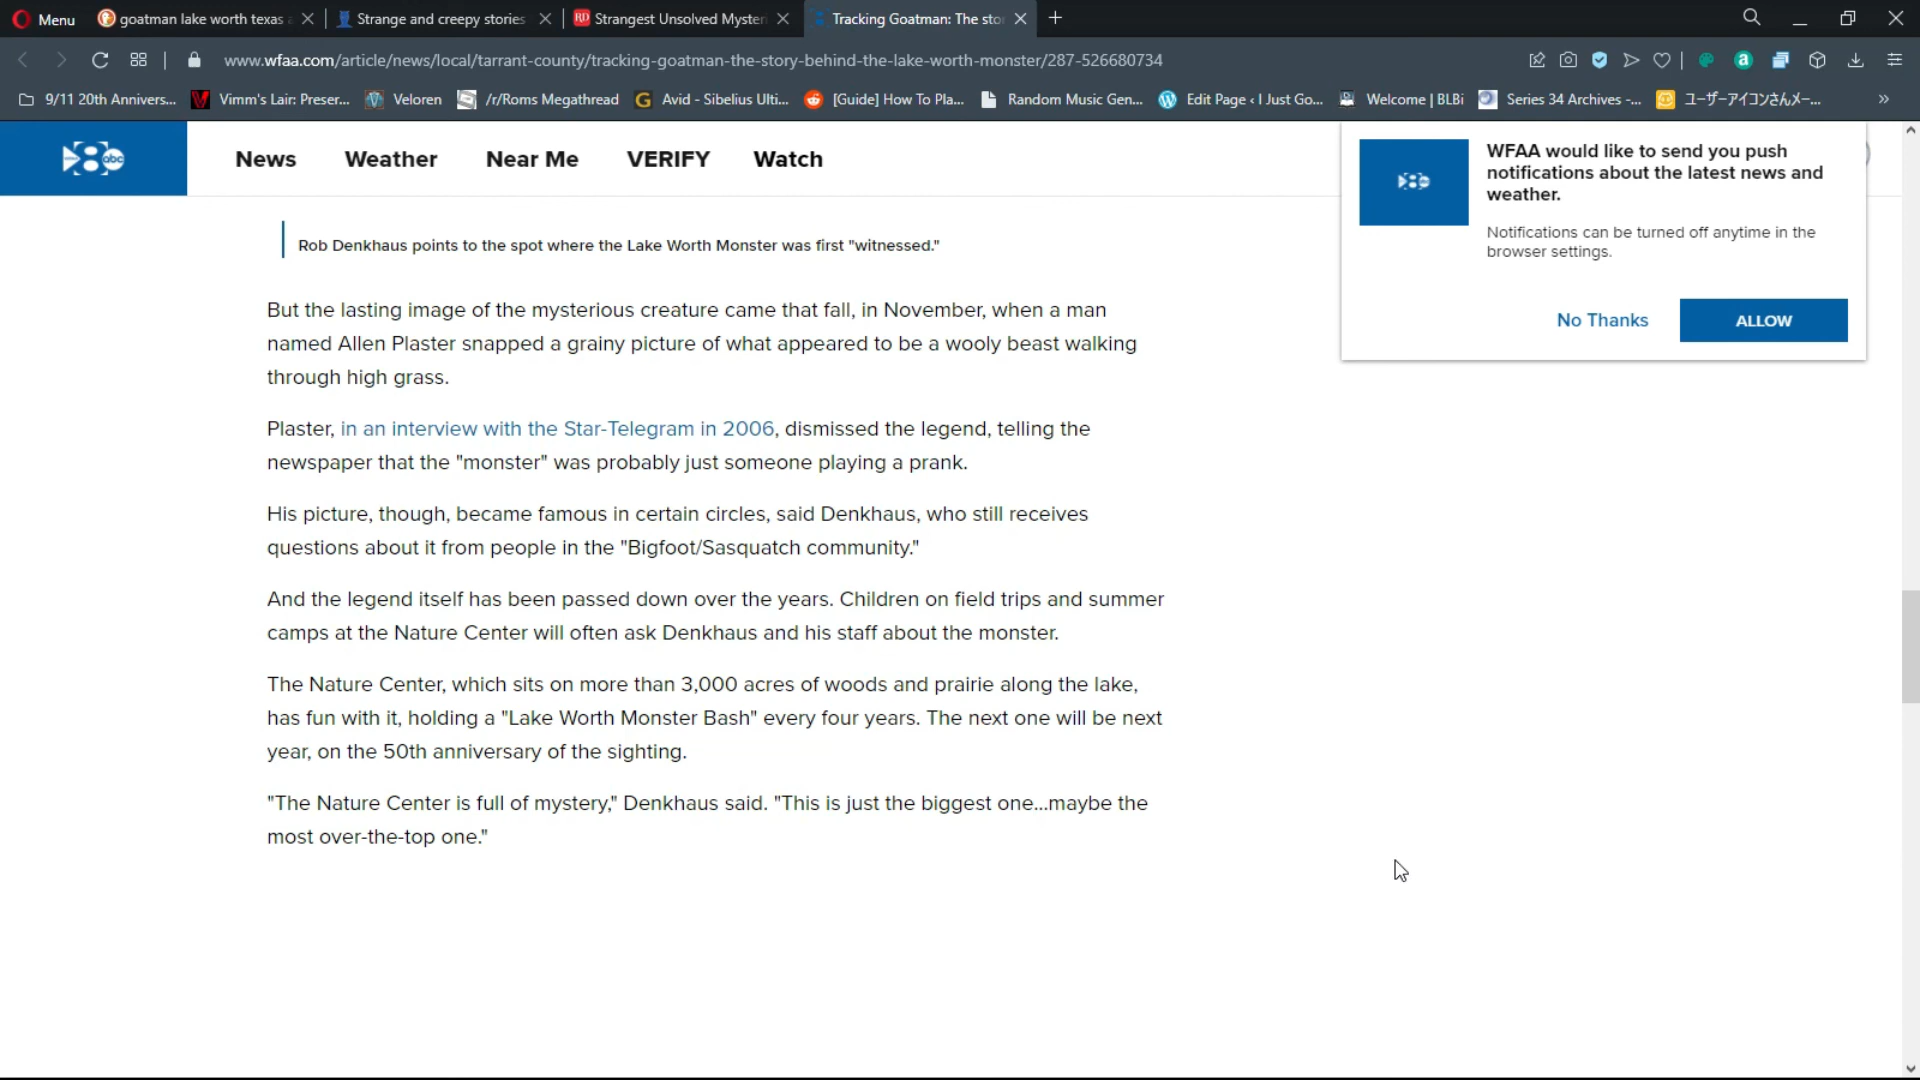 Menu
goatman lake worth texas
Strange and creepy stories
Strangest Unsolved Myster
Tracking Goatman: The sto
www.wfaa.com/article/news/local/tarrant-county/tracking-goatman-the-story-behind-the-lake-worth-monster/287-526680734
9/11 20th Annivers...
Vimm's Lair: Preser...
Veloren
/r/Roms Megathread
Avid - Sibelius Ulti...
[Guide] How To Pla...
Random Music Gen...
Edit Page ‹ I Just Go...
Welcome | BLBi
Series 34 Archives -...
ユーザーアイコンさんメー...
8 abc
News
Weather
Near Me
VERIFY
Watch
WFAA would like to send you push
notifications about the latest news and
weather.
Notifications can be turned off anytime in the
browser settings.
No Thanks
ALLOW
Rob Denkhaus points to the spot where the Lake Worth Monster was first "witnessed."
But the lasting image of the mysterious creature came that fall, in November, when a man
named Allen Plaster snapped a grainy picture of what appeared to be a wooly beast walking
through high grass.
Plaster, in an interview with the Star-Telegram in 2006, dismissed the legend, telling the
newspaper that the "monster" was probably just someone playing a prank.
His picture, though, became famous in certain circles, said Denkhaus, who still receives
questions about it from people in the "Bigfoot/Sasquatch community."
And the legend itself has been passed down over the years. Children on field trips and summer
camps at the Nature Center will often ask Denkhaus and his staff about the monster.
The Nature Center, which sits on more than 3,000 acres of woods and prairie along the lake,
has fun with it, holding a "Lake Worth Monster Bash" every four years. The next one will be next
year, on the 50th anniversary of the sighting.
"The Nature Center is full of mystery," Denkhaus said. "This is just the biggest one...maybe the
most over-the-top one."